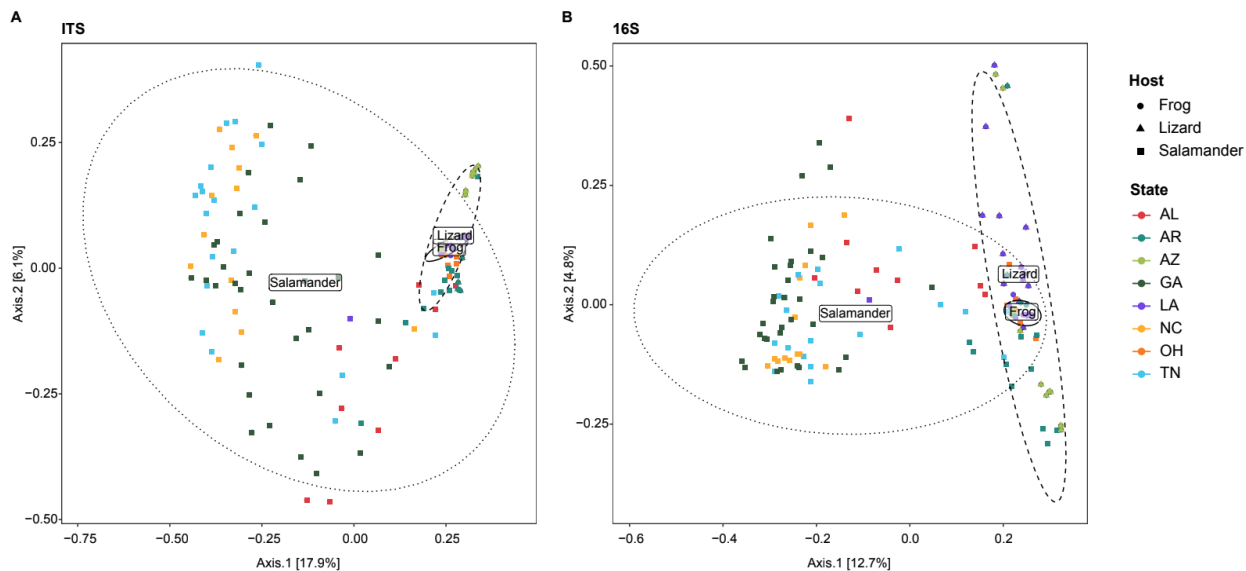 A
ITS
Axis.2 [6.1%]
0.25
0.00
−0.25
−0.50
Lizard
Frog
Salamander
−0.75
−0.50
−0.25
0.00
0.25
Axis.1 [17.9%]
B
16S
Axis.2 [4.8%]
0.50
0.25
0.00
−0.25
Lizard
Frog
Salamander
−0.6
−0.4
−0.2
0.0
0.2
Axis.1 [12.7%]
Host
Frog
Lizard
Salamander
State
AL
AR
AZ
GA
LA
NC
OH
TN